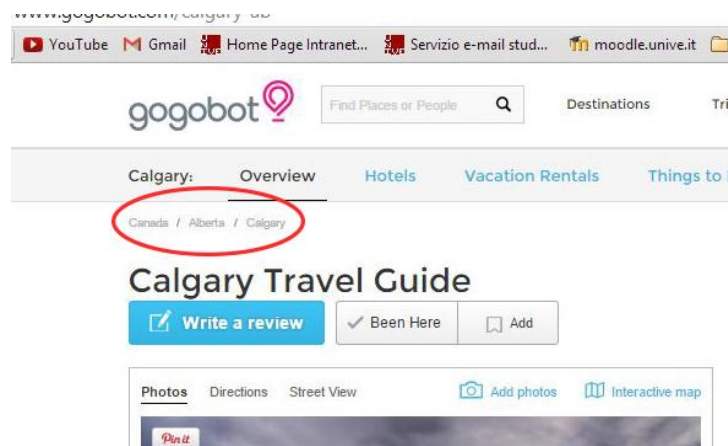 www.gogobot.com/calgary-ab
YouTube Gmail Home Page Intranet... Servizio e-mail stud... moodle.unive.it
gogobot Find Places or People Destinations
Calgary: Overview Hotels Vacation Rentals Things to
Canada / Alberta / Calgary
Calgary Travel Guide
Write a review Been Here Add
Photos Directions Street View Add photos Interactive map
Pin it